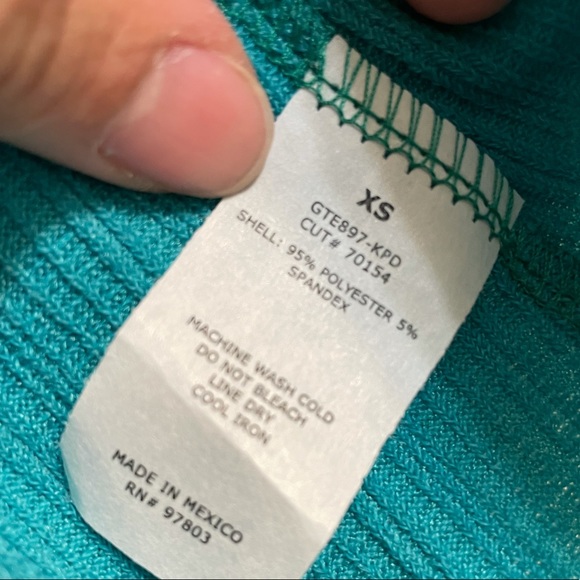 XS
GTE897-KPD
CUT# 70154
SHELL: 95% POLYESTER 5%
SPANDEX
MACHINE WASH COLD
DO NOT BLEACH
LINE DRY
COOL IRON
MADE IN MEXICO
RN# 97803